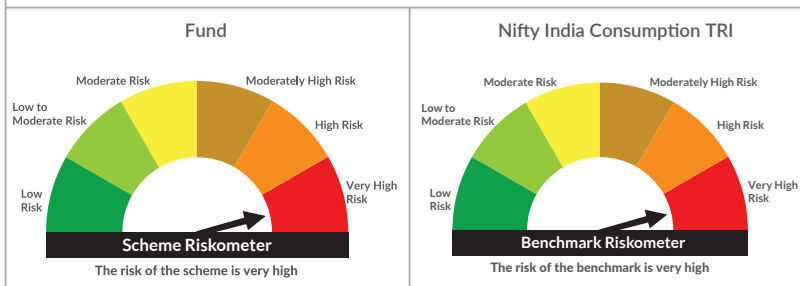 Fund
Moderate Risk
Moderately High Risk
Low to
Moderate Risk
High Risk
Low
Risk
Very High
Risk
Scheme Riskometer
The risk of the scheme is very high
Nifty India Consumption TRI
Moderate Risk
Moderately High Risk
Low to
Moderate Risk
High Risk
Low
Risk
Very High
Risk
Benchmark Riskometer
The risk of the benchmark is very high